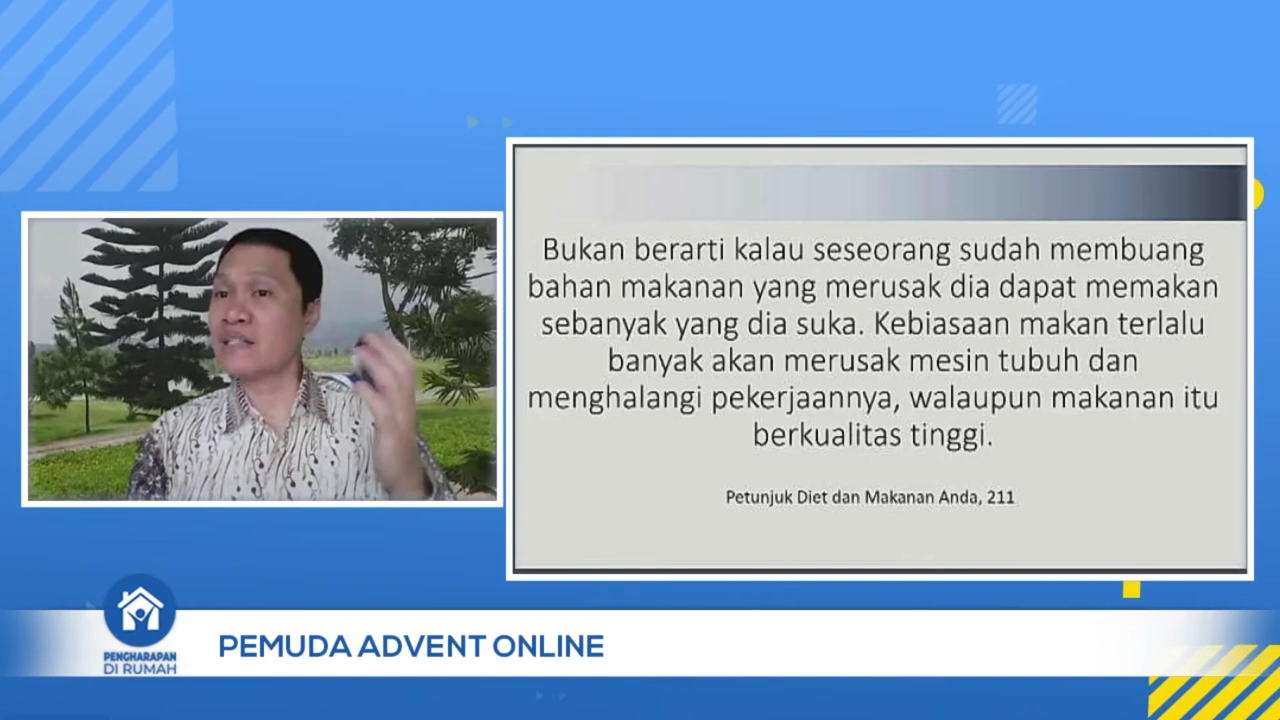 Bukan berarti kalau seseorang sudah membuang
bahan makanan yang merusak dia dapat memakan
sebanyak yang dia suka. Kebiasaan makan terlalu
banyak akan merusak mesin tubuh dan
menghalangi pekerjaannya, walaupun makanan itu
berkualitas tinggi.
Petunjuk Diet dan Makanan Anda, 211
PENGHARAPAN
DI RUMAH
PEMUDA ADVENT ONLINE